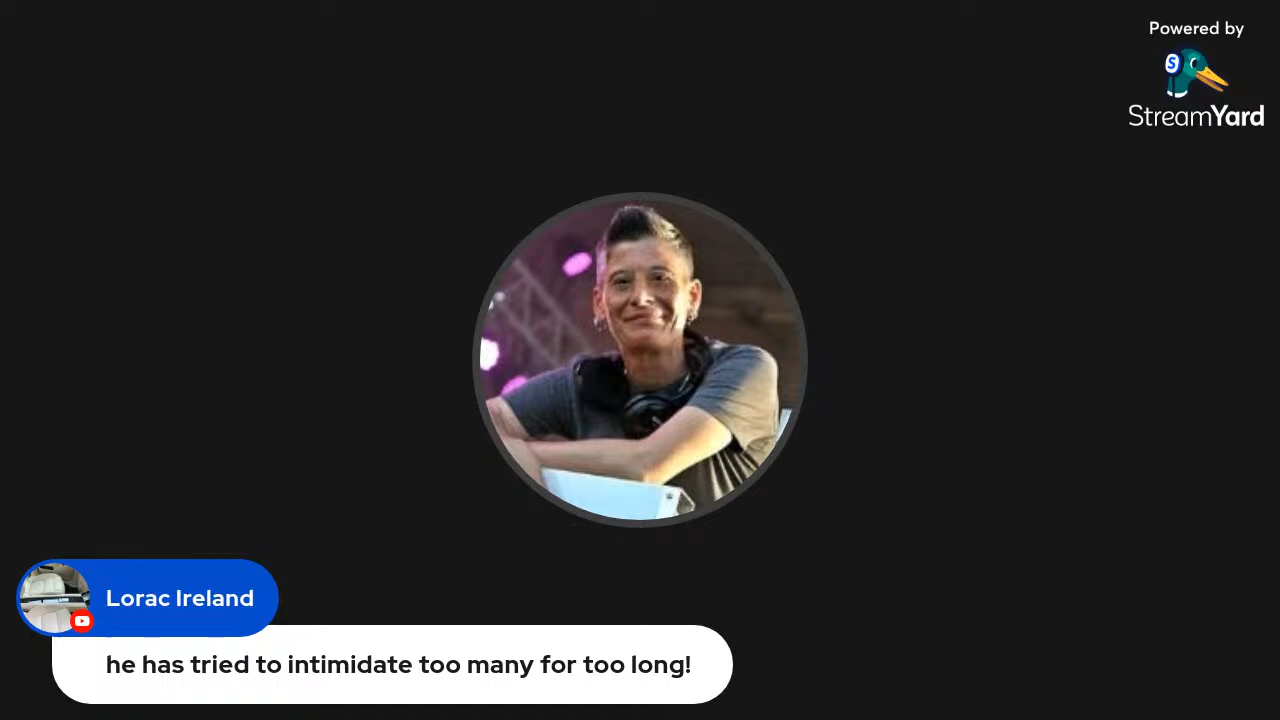 Powered by
StreamYard
Lorac Ireland
he has tried to intimidate too many for too long!